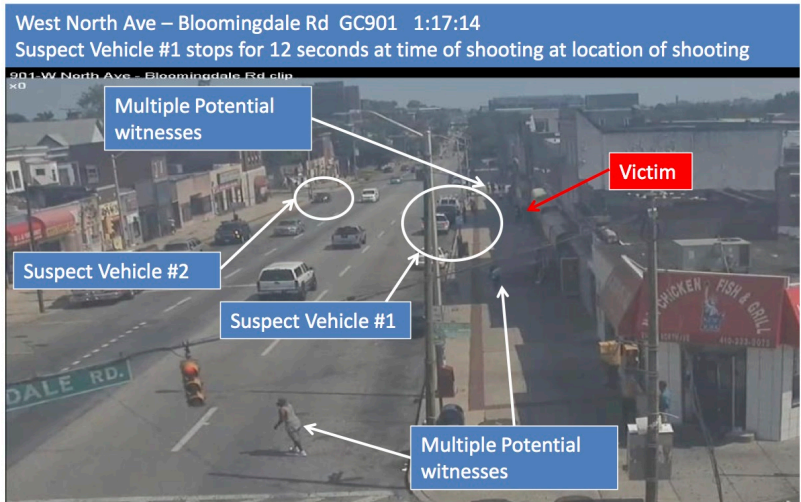 West North Ave – Bloomingdale Rd GC901 1:17:14
Suspect Vehicle #1 stops for 12 seconds at time of shooting at location of shooting
901-W North Ave - Bloomingdale Rd clip
x0
Multiple Potential
witnesses
Victim
Suspect Vehicle #2
Suspect Vehicle #1
CHICKEN FISH &
GRILL
DALE RD.
Multiple Potential
witnesses